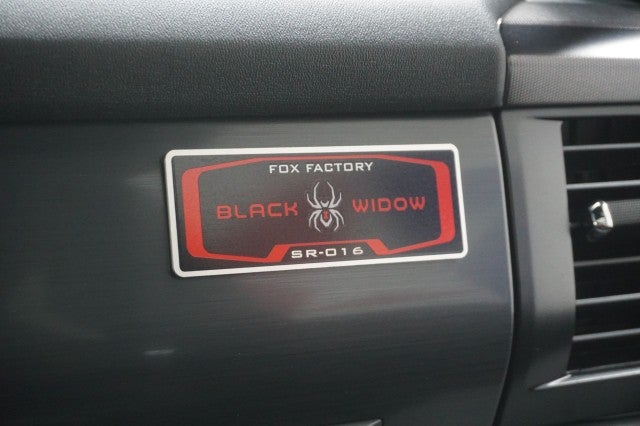 FOX FACTORY
BLACK WIDOW
SR-016